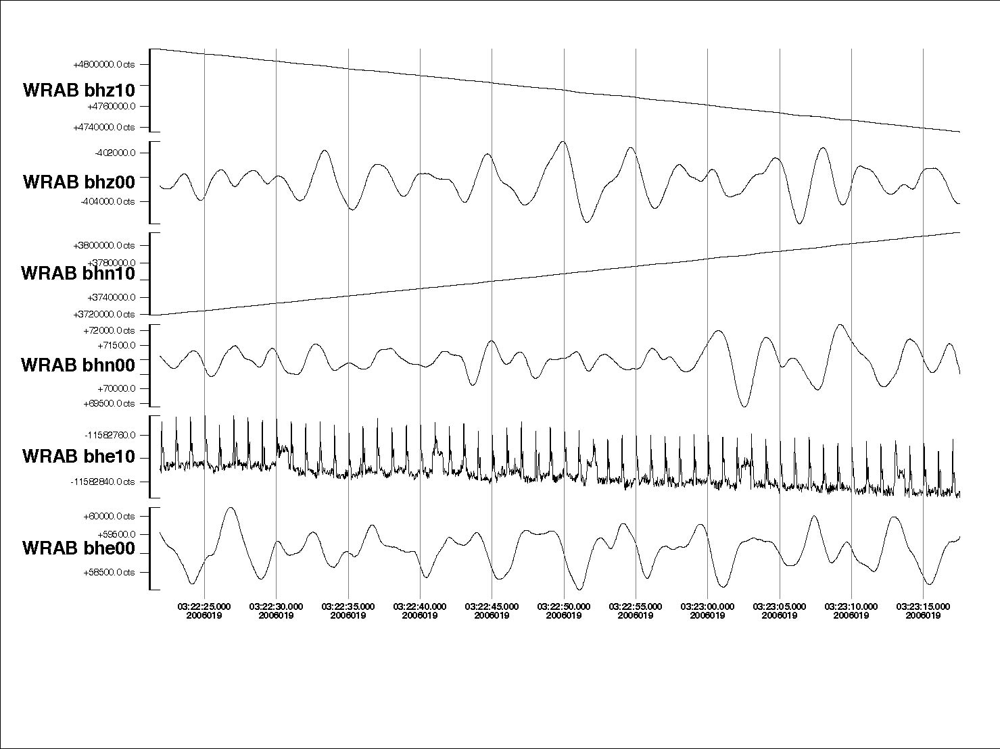 +4800000.0cts
WRAB bhz10
+4760000.0
+4740000.0cts
-402000.0
WRAB bhz00
-404000.0cts
+3800000.0cts
+3780000.0
WRAB bhn10
+3740000.0
+3720000.0cts
+72000.0cts
+71500.0
WRAB bhn00
+70000.0
+69500.0cts
-11582760.0
WRAB bhe10
-11582840.0cts
+60000.0cts
+59500.0
WRAB bhe00
+58500.0cts
03:22:25.000 03:22:30.000 03:22:35.000 03:22:40.000 03:22:45.000 03:22:50.000 03:22:55.000 03:23:00.000 03:23:05.000 03:23:10.000 03:23:15.000
2006019 2006019 2006019 2006019 2006019 2006019 2006019 2006019 2006019 2006019 2006019